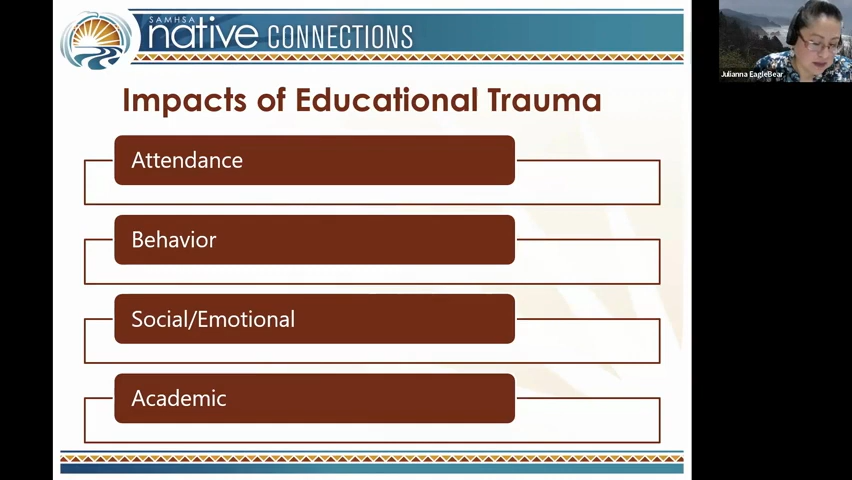 SAMHSA
native CONNECTIONS
Julianna EagleBear
Impacts of Educational Trauma
Attendance
Behavior
Social/Emotional
Academic